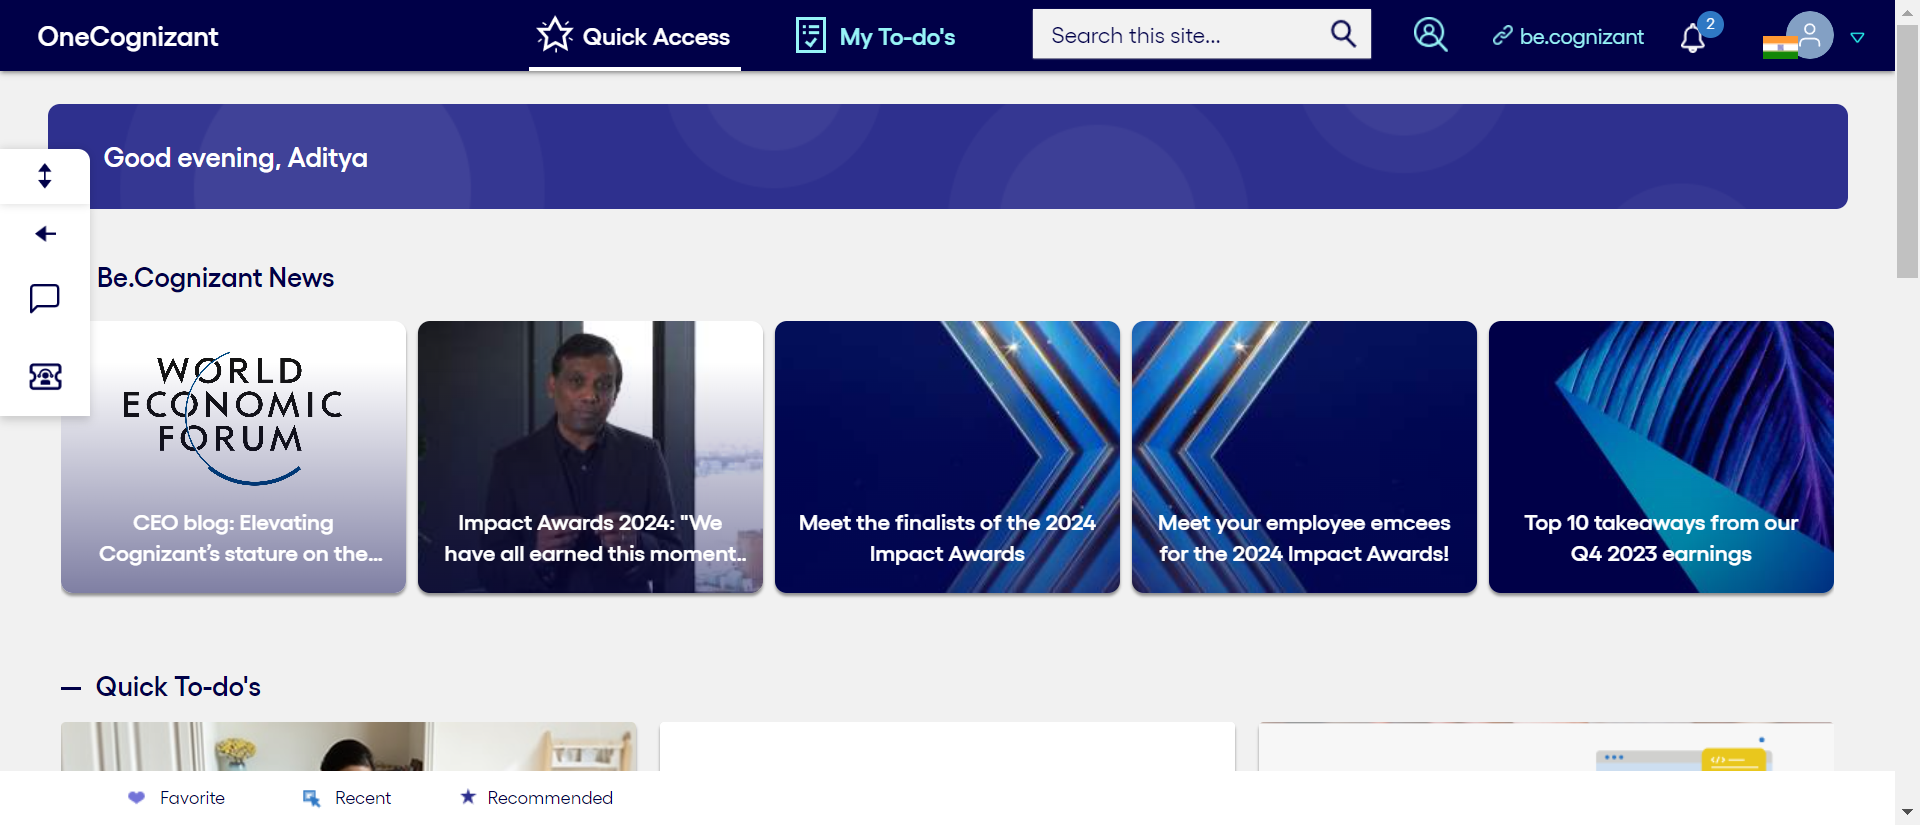 OneCognizant
Quick Access
My To-do's
Search this site...
be.cognizant
2
Good evening, Aditya
Be.Cognizant News
WORLD
ECONOMIC
FORUM
CEO blog: Elevating
Cognizant’s stature on the...
Impact Awards 2024: "We
have all earned this moment..
Meet the finalists of the 2024
Impact Awards
Meet your employee emcees
for the 2024 Impact Awards!
Top 10 takeaways from our
Q4 2023 earnings
Quick To-do's
</>
Favorite
Recent
Recommended